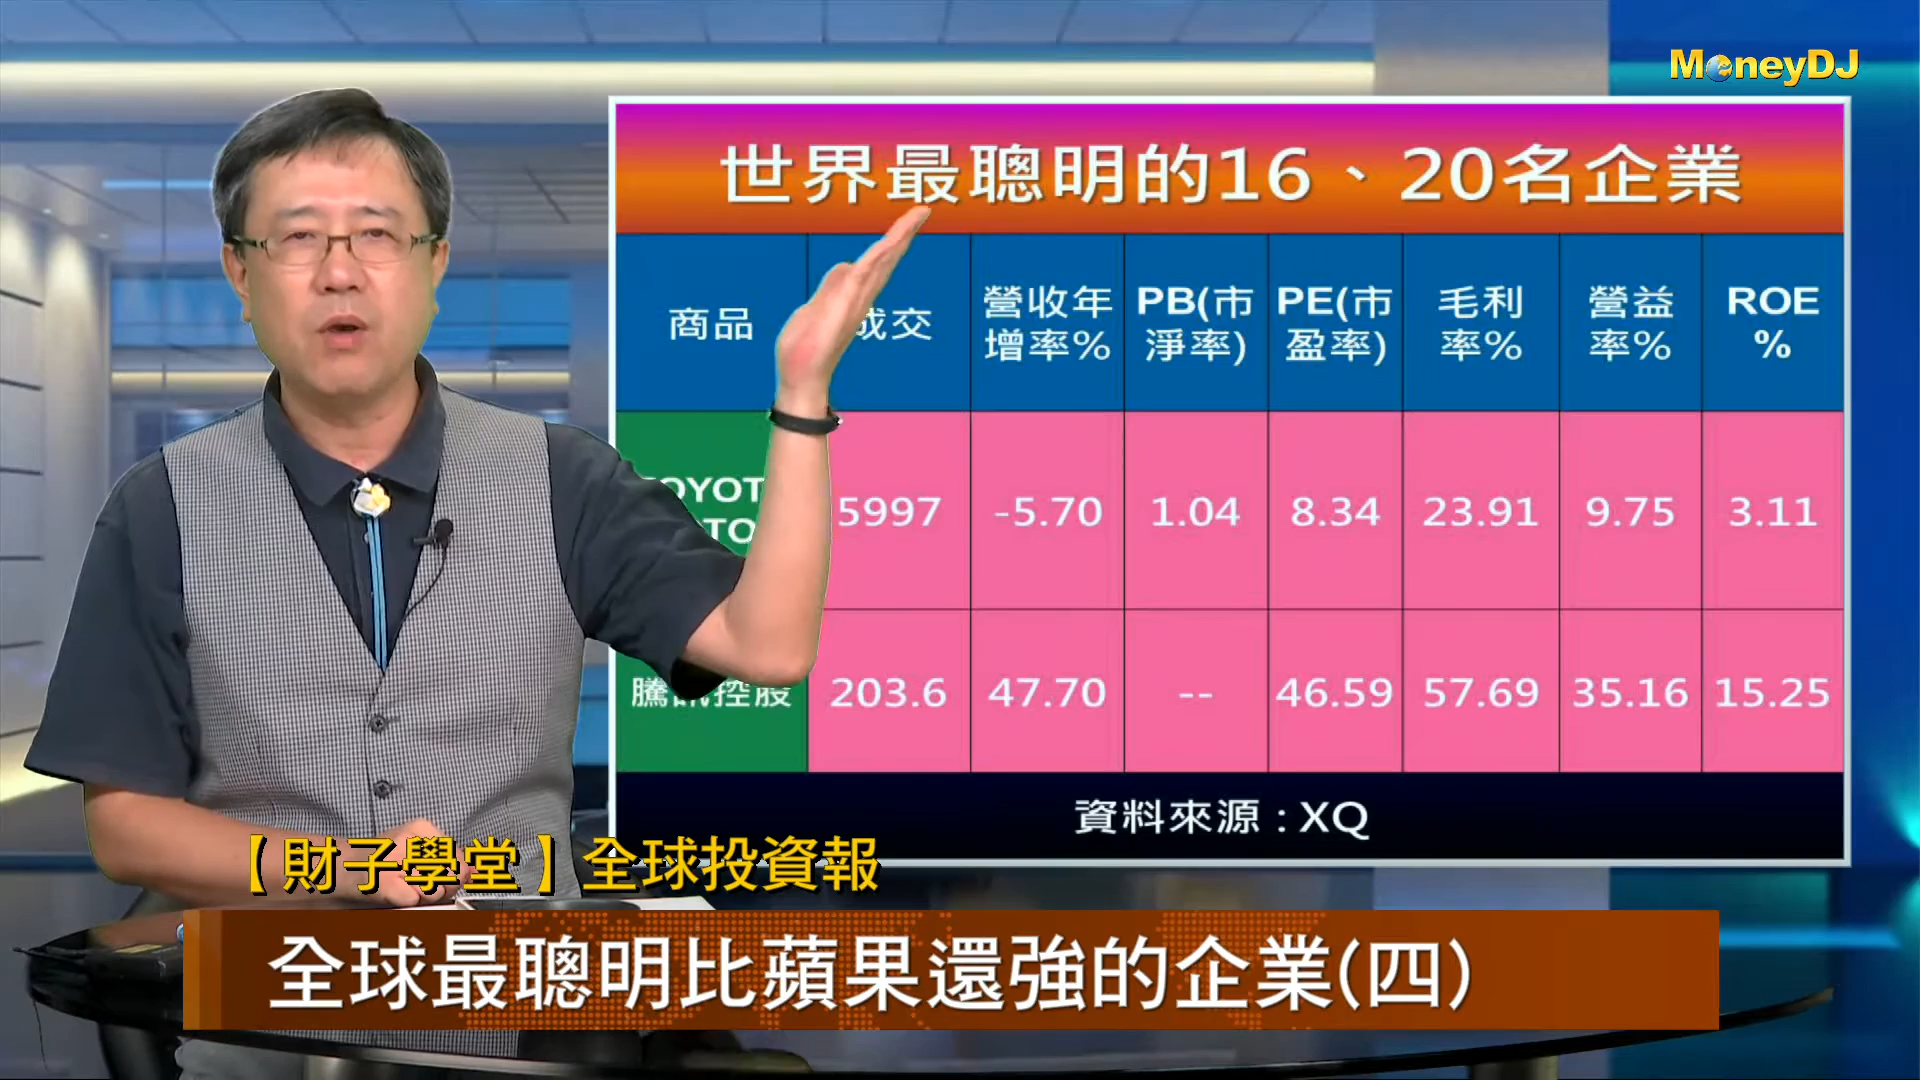 MoneyDJ
世界最聰明的16、20名企業
商品 成交 營收年增率% PB(市淨率) PE(市盈率) 毛利率% 營益率% ROE%
5997 -5.70 1.04 8.34 23.91 9.75 3.11
騰訊控股 203.6 47.70 -- 46.59 57.69 35.16 15.25
資料來源:XQ
【財子學堂】全球投資報
全球最聰明比蘋果還強的企業(四)